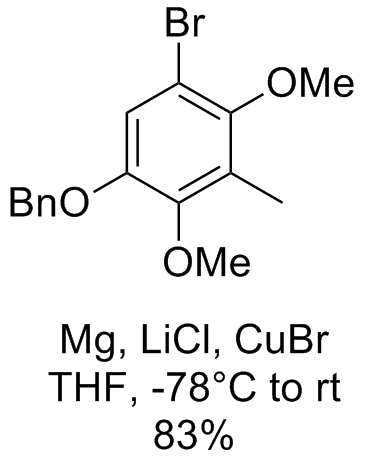 Br
OMe
BnO
OMe
Mg, LiCl, CuBr
THF, -78°C to rt
83%